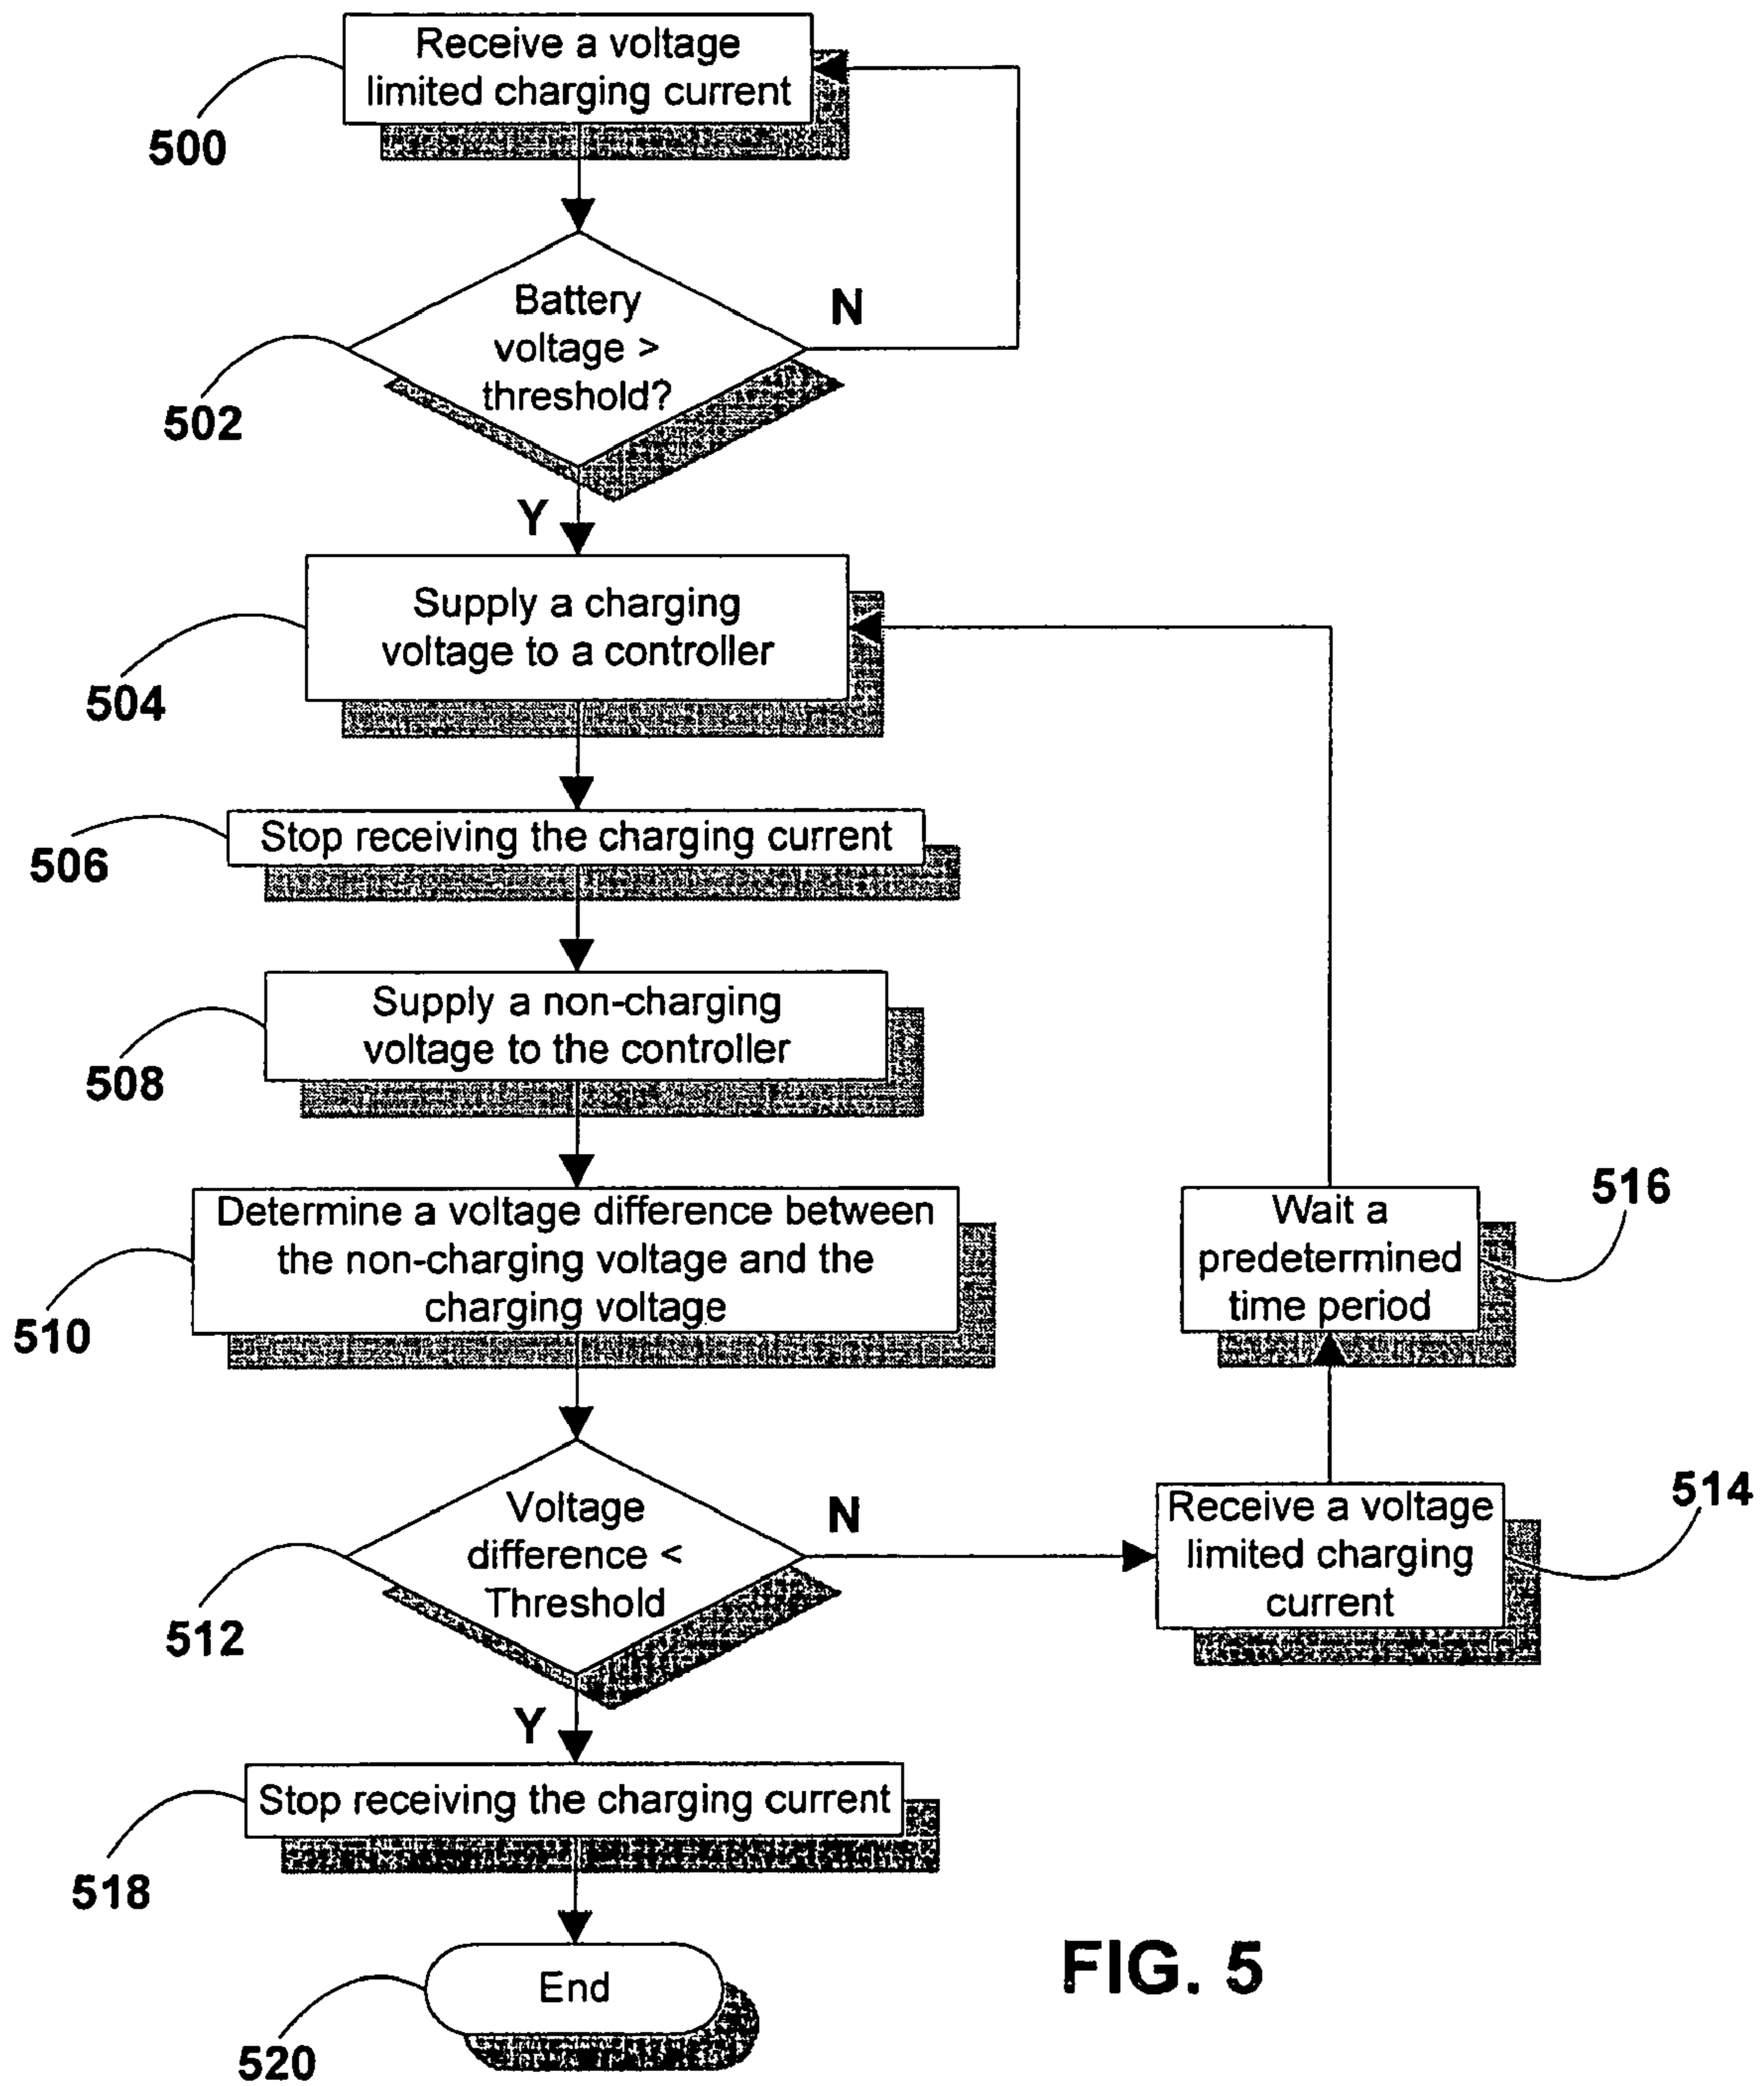 Receive a voltage
limited charging current
500
Battery
voltage >
threshold?
N
502
Y
Supply a charging
voltage to a controller
504
Stop receiving the charging current
506
Supply a non-charging
voltage to the controller
508
Determine a voltage difference between
the non-charging voltage and the
charging voltage
510
Wait a
predetermined
time period
516
Voltage
difference <
Threshold
N
512
Receive a voltage
limited charging
current
514
Y
Stop receiving the charging current
518
End
520
FIG. 5